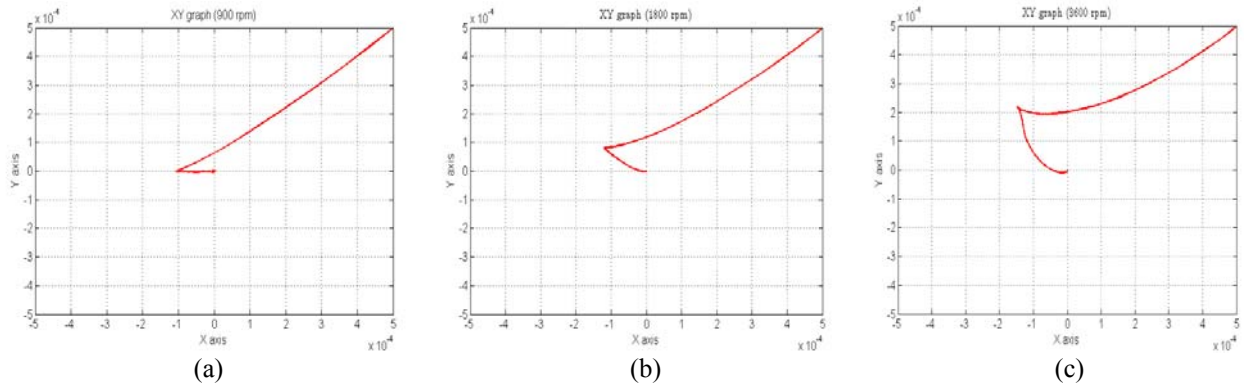 XY graph (900 rpm)
x 10⁻⁴
5
4
3
2
1
0
-1
-2
-3
-4
-5
Y axis
-5 -4 -3 -2 -1 0 1 2 3 4 5
X axis
x 10⁻⁴
(a)
XY graph (1800 rpm)
x 10⁻⁴
5
4
3
2
1
0
-1
-2
-3
-4
-5
Y axis
-5 -4 -3 -2 -1 0 1 2 3 4 5
X axis
x 10⁻⁴
(b)
XY graph (3600 rpm)
x 10⁻⁴
5
4
3
2
1
0
-1
-2
-3
-4
-5
Y axis
-5 -4 -3 -2 -1 0 1 2 3 4 5
X axis
x 10⁻⁴
(c)